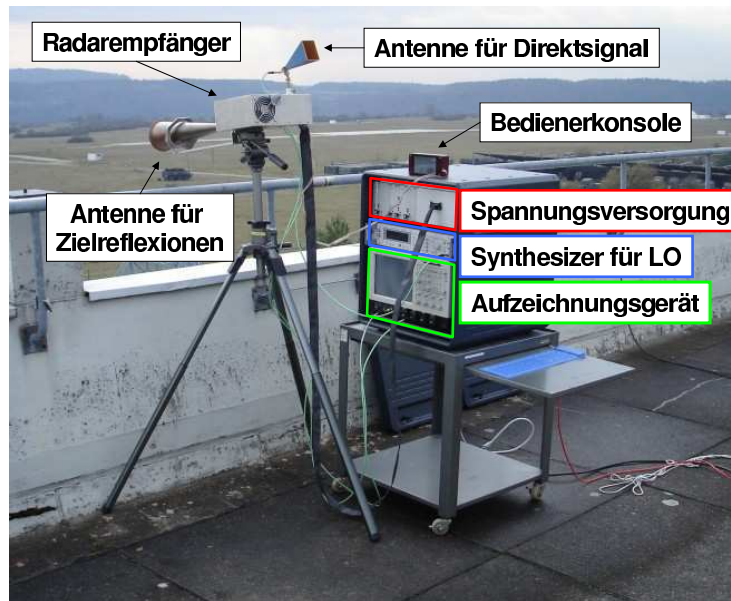 Radarempfänger
Antenne für Direktsignal
Bedienerkonsole
Antenne für
Zielreflexionen
Spannungsversorgung
Synthesizer für LO
Aufzeichnungsgerät